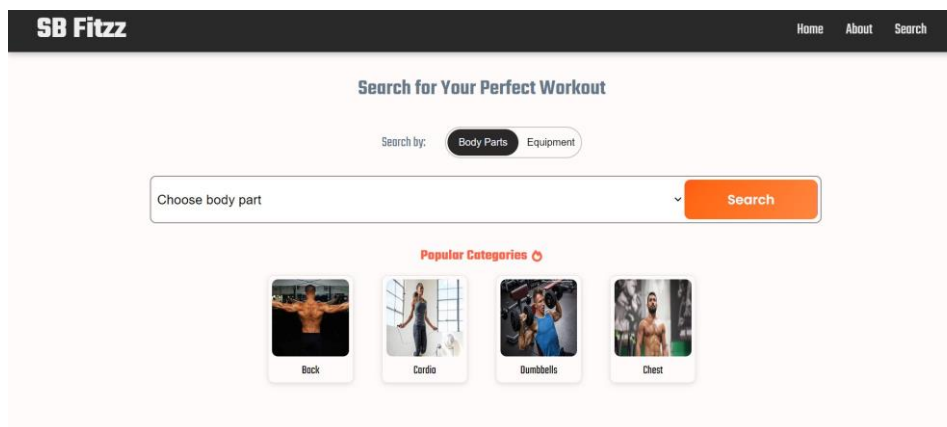 SB Fitzz
Home About Search
Search for Your Perfect Workout
Search by: Body Parts Equipment
Choose body part Search
Popular Categories
Back Cardio Dumbbells Chest